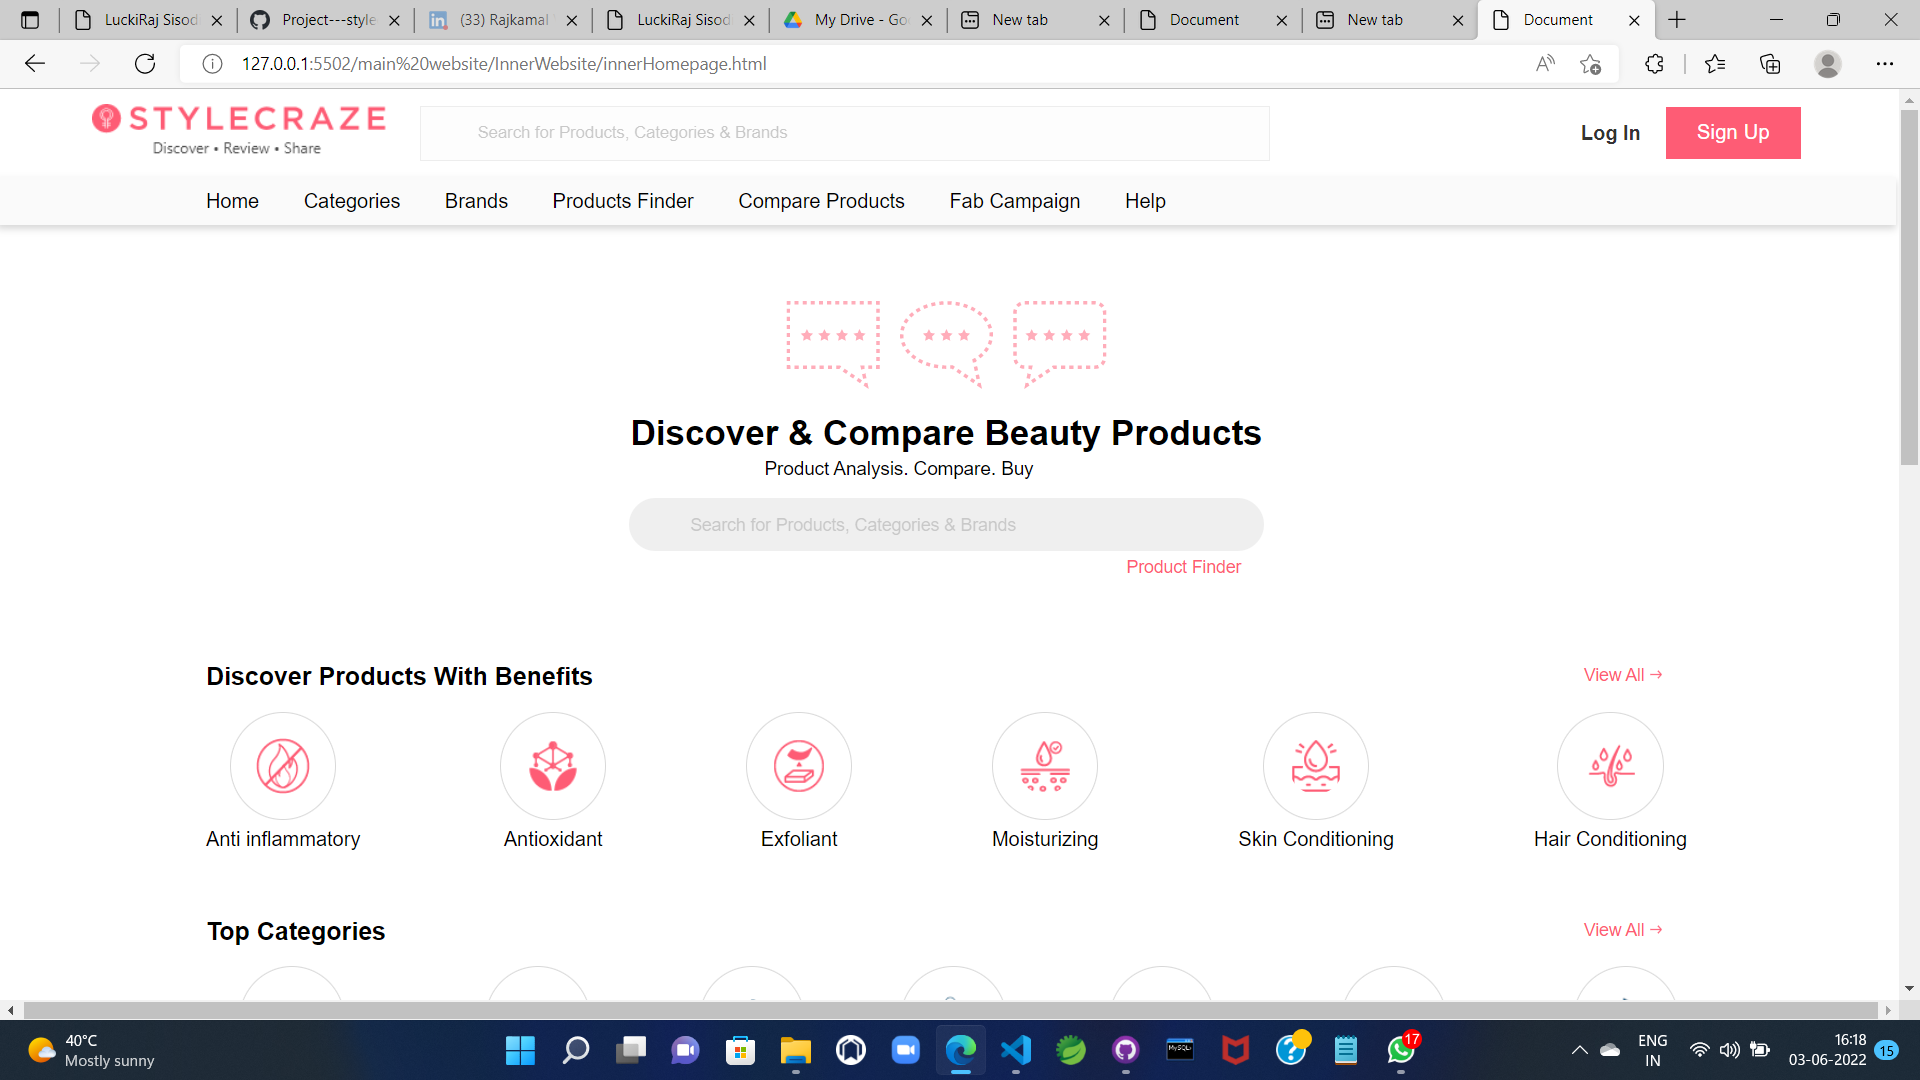 LuckiRaj Sisod
Project---style
(33) Rajkamal
LuckiRaj Sisod
My Drive - Go
New tab
Document
New tab
Document
127.0.0.1:5502/main%20website/InnerWebsite/innerHomepage.html
STYLECRAZE
Discover • Review • Share
Search for Products, Categories & Brands
Log In
Sign Up
Home
Categories
Brands
Products Finder
Compare Products
Fab Campaign
Help
Discover & Compare Beauty Products
Product Analysis. Compare. Buy
Search for Products, Categories & Brands
Product Finder
Discover Products With Benefits
View All →
Anti inflammatory
Antioxidant
Exfoliant
Moisturizing
Skin Conditioning
Hair Conditioning
Top Categories
View All →
40°C
Mostly sunny
MySQL
17
ENG
IN
16:18
03-06-2022
15